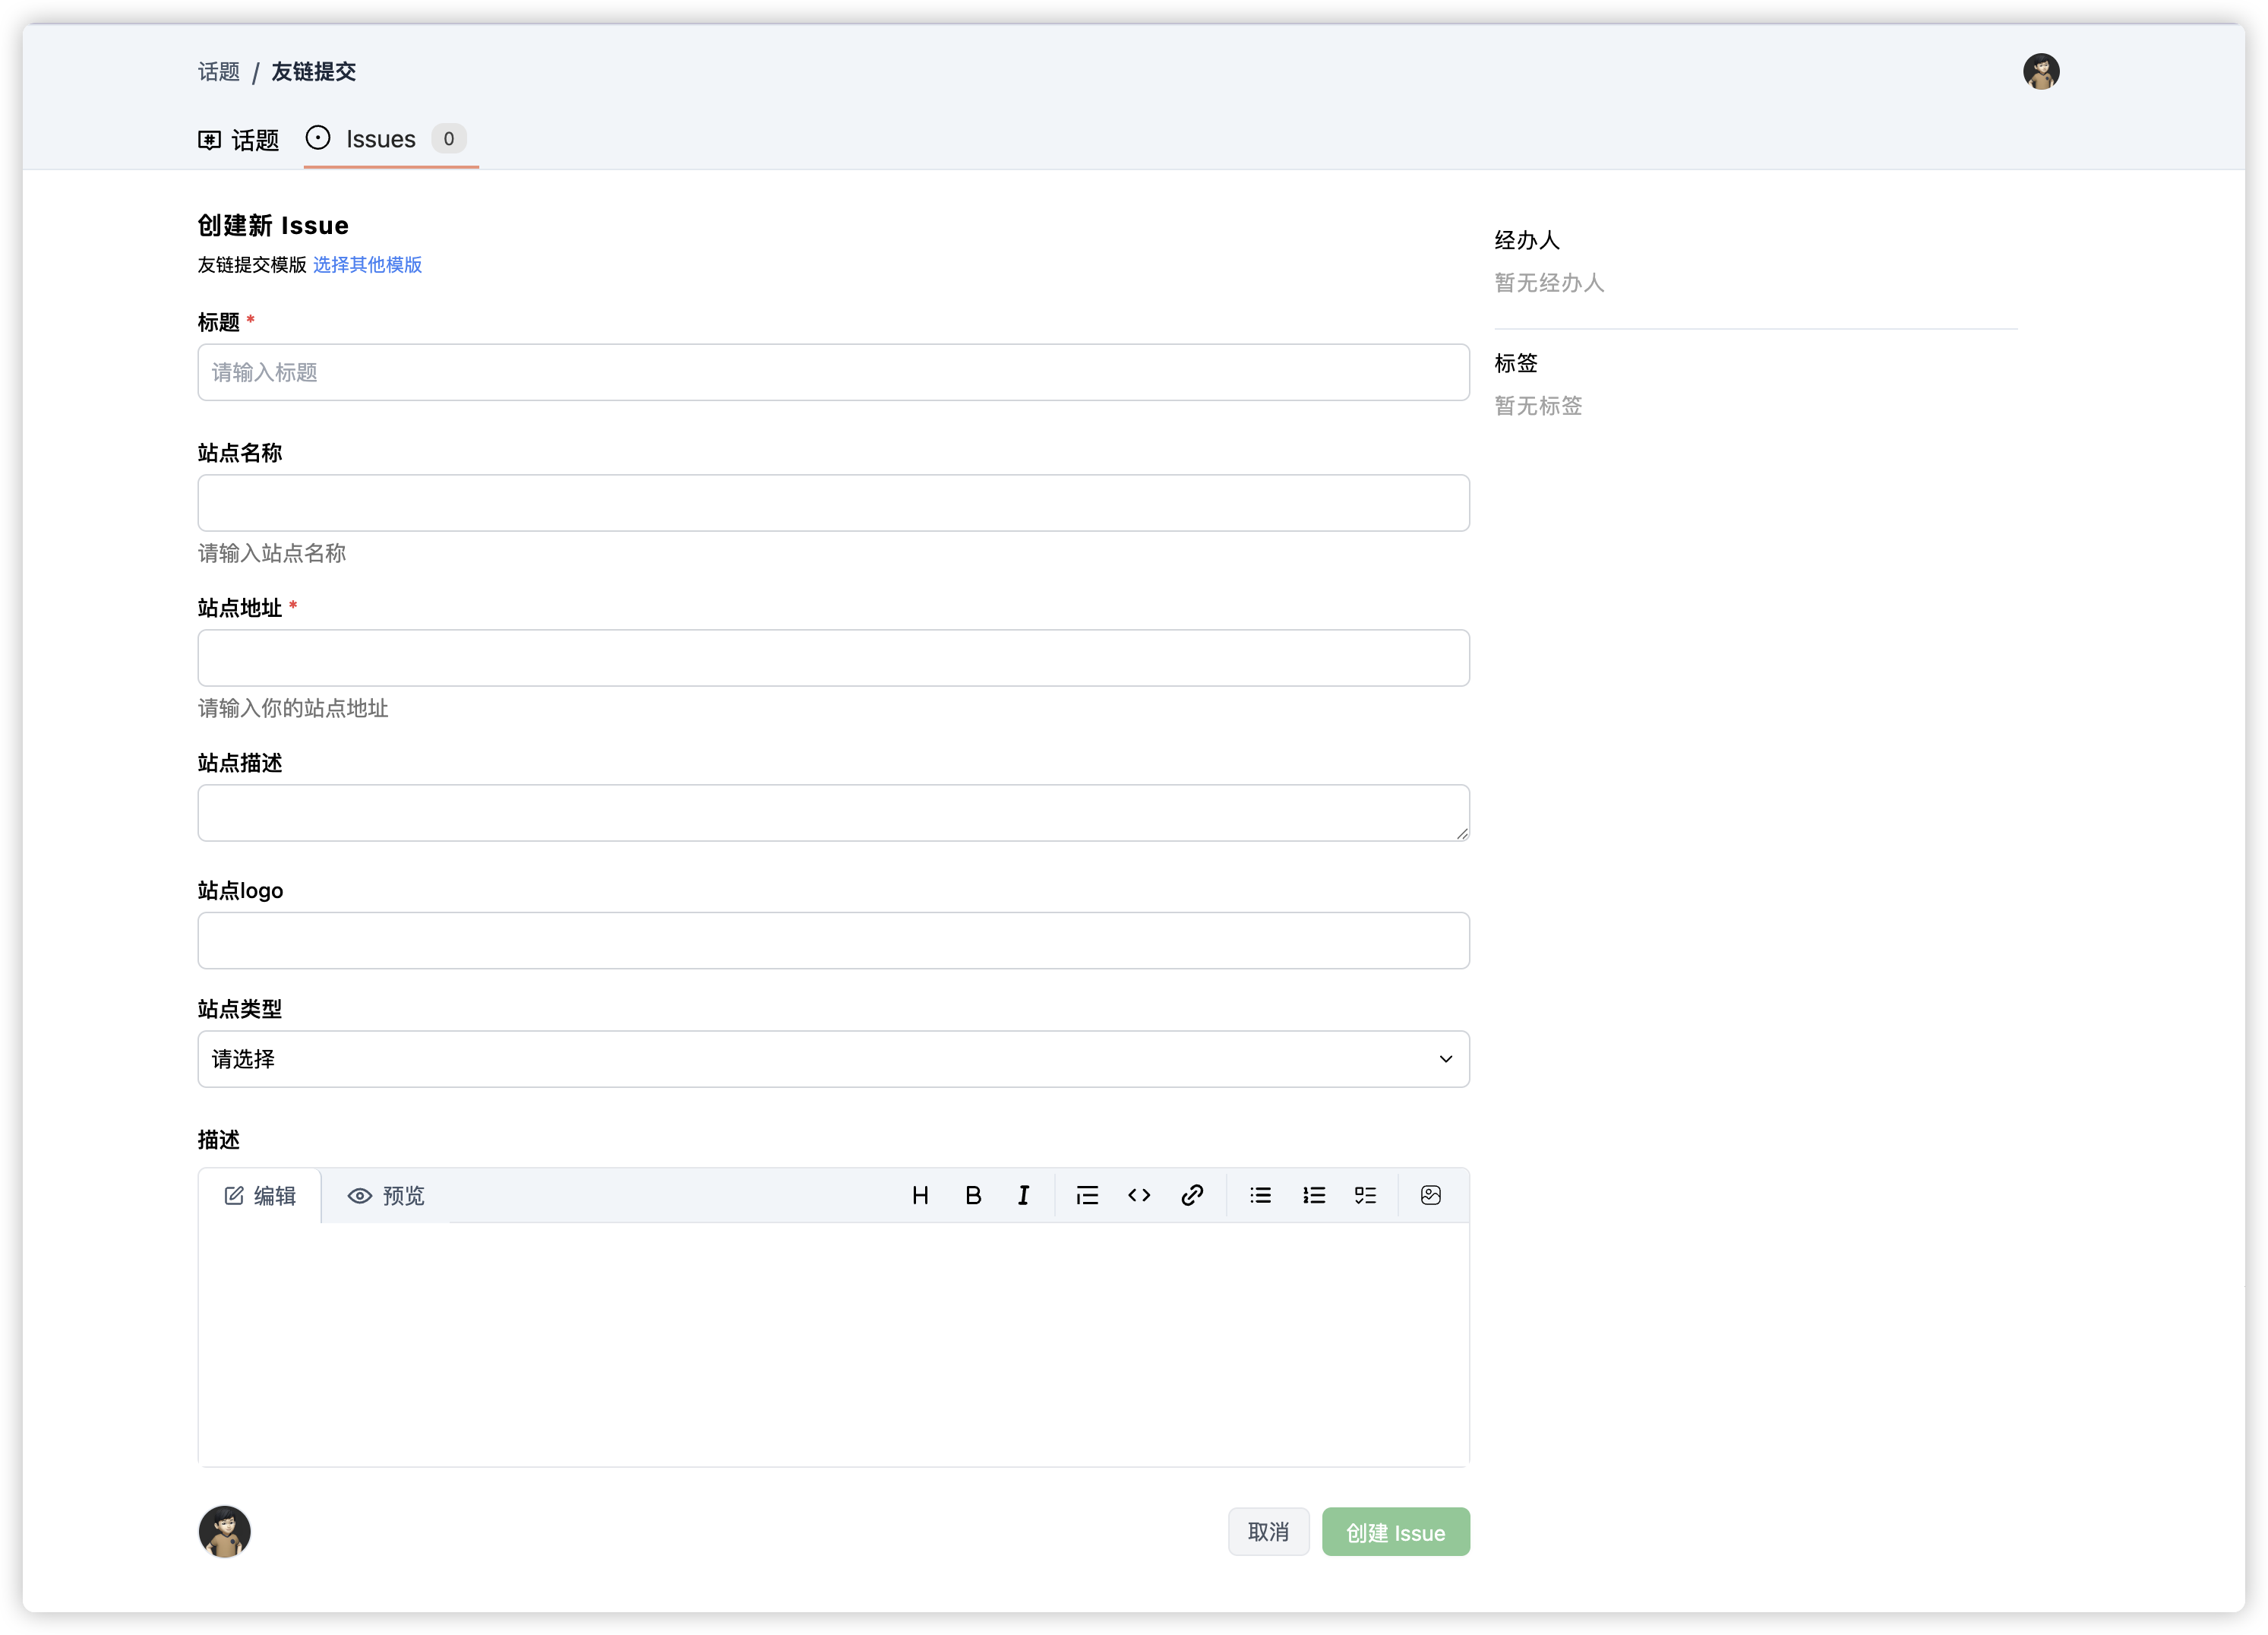 话题 / 友链提交
话题 Issues 0
创建新 Issue
友链提交模版 选择其他模版
标题 *
请输入标题
站点名称
请输入站点名称
站点地址 *
请输入你的站点地址
站点描述
站点logo
站点类型
请选择
描述
编辑 预览 H B I
取消 创建 Issue
经办人
暂无经办人
标签
暂无标签